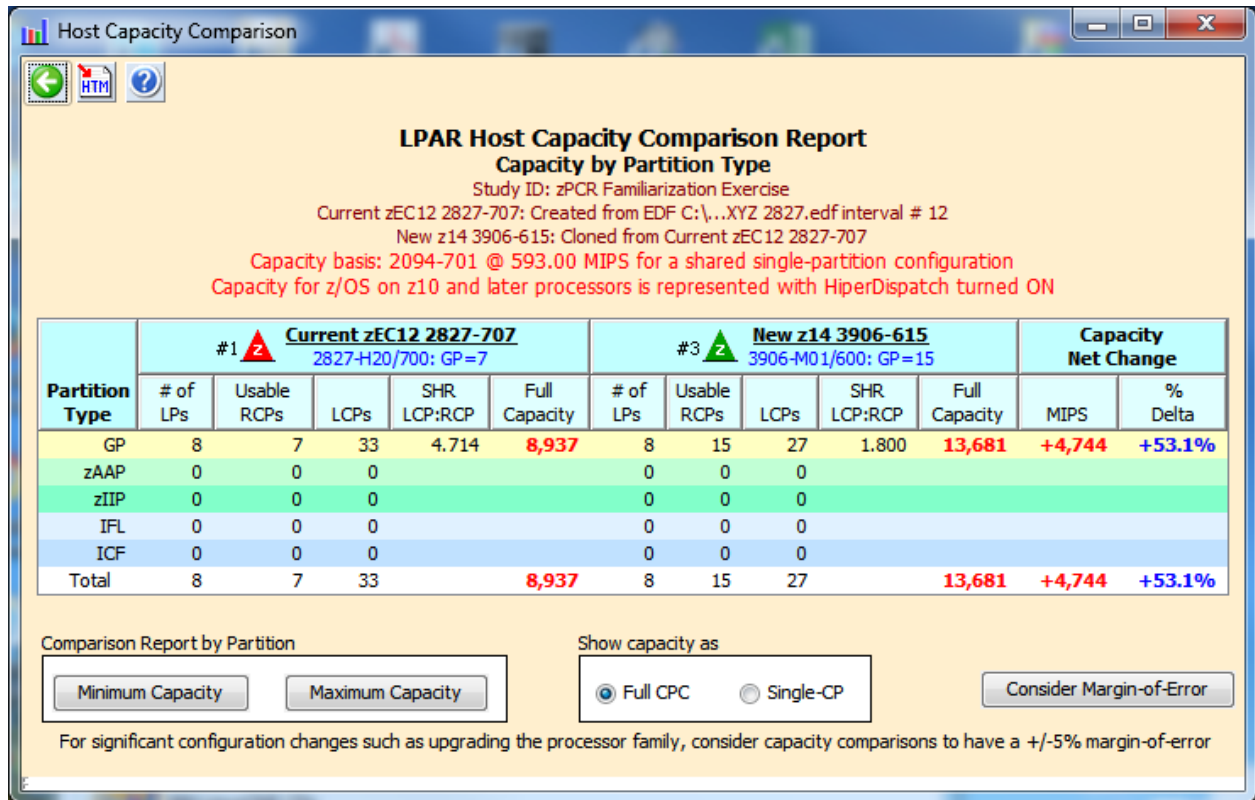 Host Capacity Comparison
HTM ?
LPAR Host Capacity Comparison Report
Capacity by Partition Type
Study ID: zPCR Familiarization Exercise
Current zEC12 2827-707: Created from EDF C:\...XYZ 2827.edf interval # 12
New z14 3906-615: Cloned from Current zEC12 2827-707
Capacity basis: 2094-701 @ 593.00 MIPS for a shared single-partition configuration
Capacity for z/OS on z10 and later processors is represented with HiperDispatch turned ON
#1 z Current zEC12 2827-707 #3 z New z14 3906-615 Capacity
2827-H20/700: GP=7 3906-M01/600: GP=15 Net Change
Partition # of Usable SHR Full # of Usable SHR Full %
Type LPs RCPs LCPs LCP:RCP Capacity LPs RCPs LCPs LCP:RCP Capacity MIPS Delta
GP 8 7 33 4.714 8,937 8 15 27 1.800 13,681 +4,744 +53.1%
zAAP 0 0 0 0 0 0
zIIP 0 0 0 0 0 0
IFL 0 0 0 0 0 0
ICF 0 0 0 0 0 0
Total 8 7 33 8,937 8 15 27 13,681 +4,744 +53.1%
Comparison Report by Partition Show capacity as
Minimum Capacity Maximum Capacity Full CPC Single-CP Consider Margin-of-Error
For significant configuration changes such as upgrading the processor family, consider capacity comparisons to have a +/-5% margin-of-error